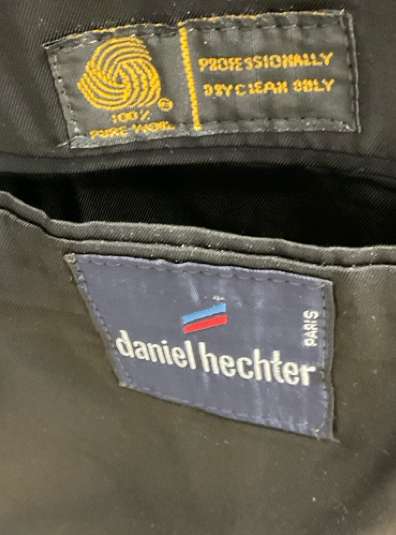 PROFESSIONALLY
DRY CLEAN ONLY
100%
PURE WOOL
PARIS
daniel hechter